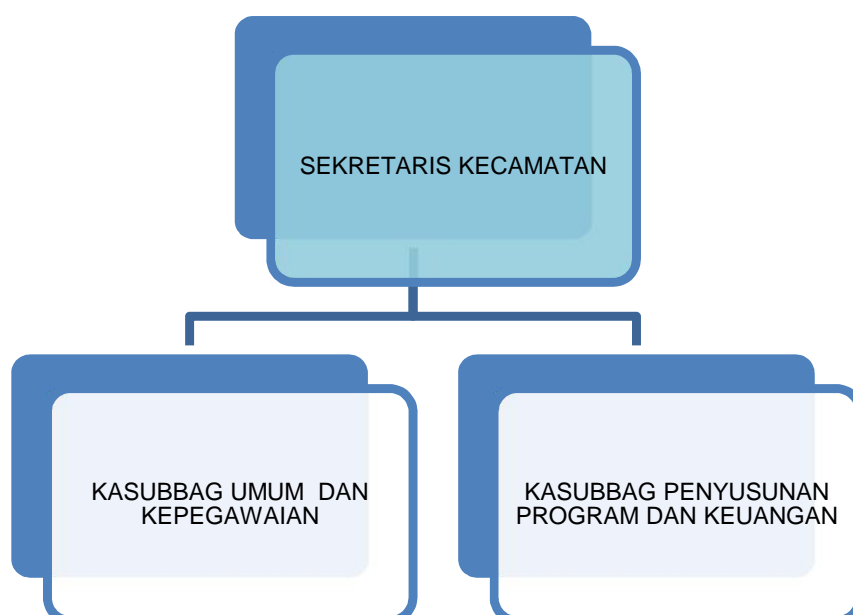 SEKRETARIS KECAMATAN
KASUBBAG UMUM DAN
KEPEGAWAIAN
KASUBBAG PENYUSUNAN
PROGRAM DAN KEUANGAN